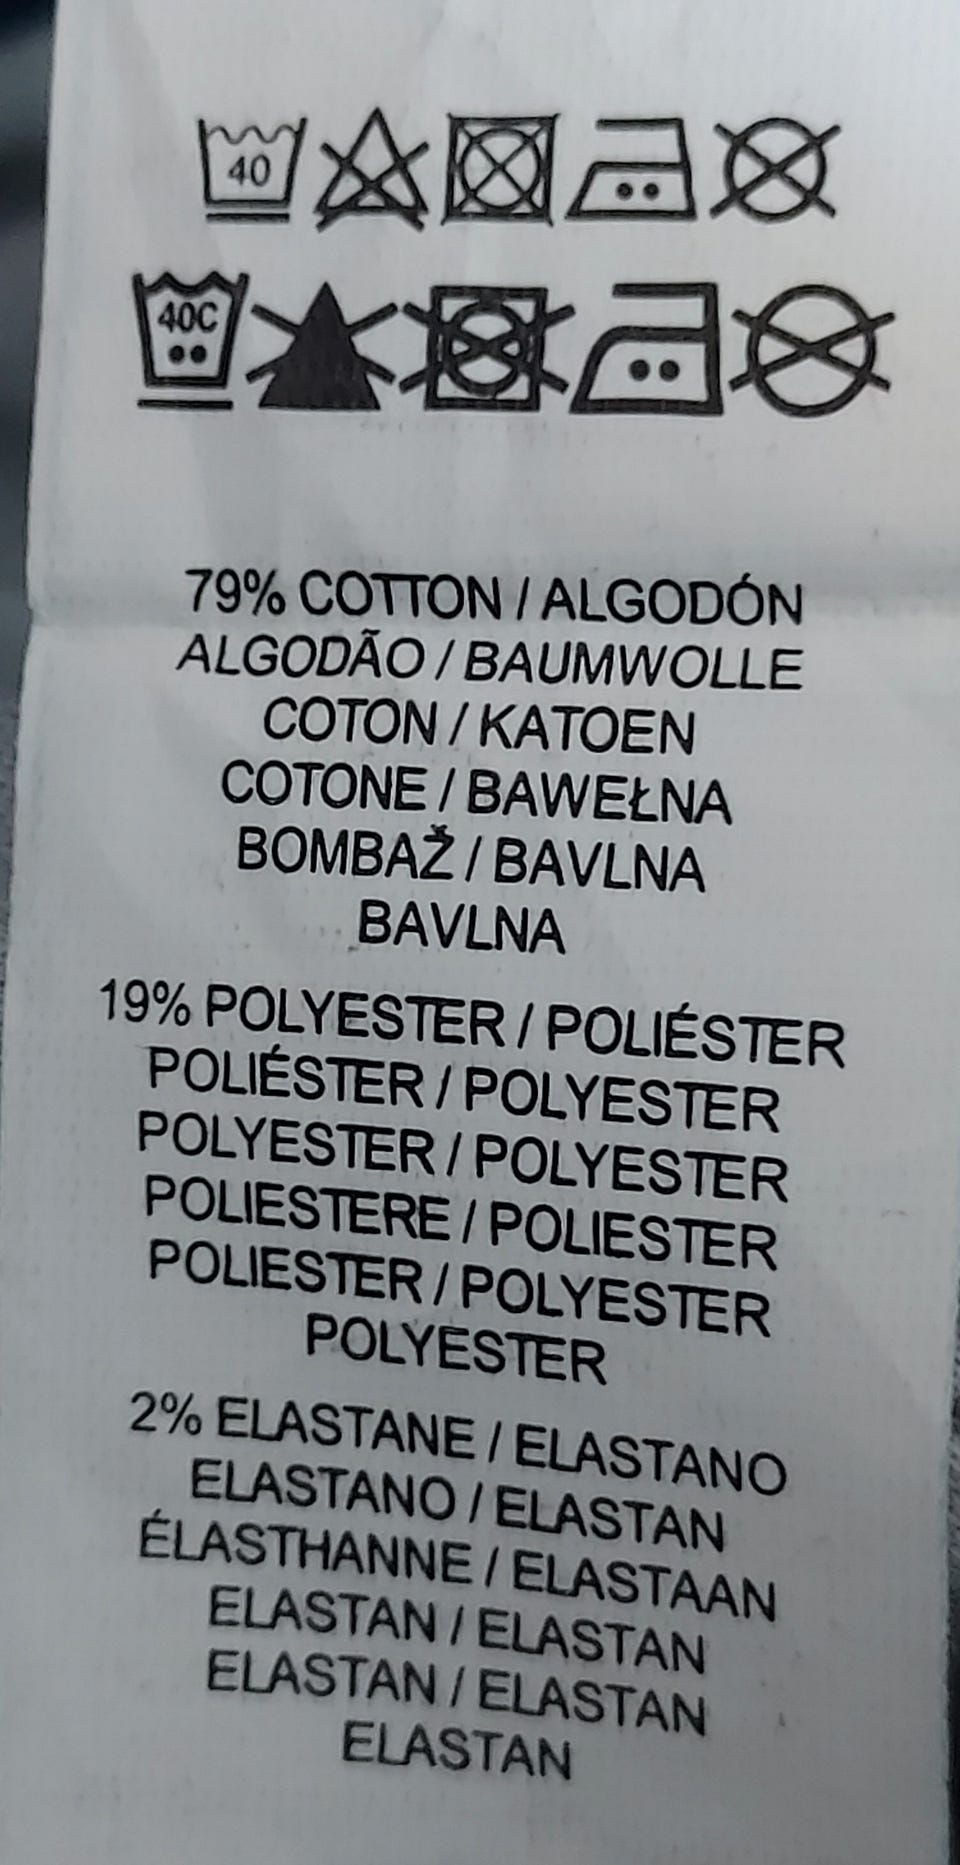 40
40C
79% COTTON / ALGODÓN
ALGODÃO / BAUMWOLLE
COTON / KATOEN
COTONE / BAWEŁNA
BOMBAŽ / BAVLNA
BAVLNA
19% POLYESTER / POLIÉSTER
POLIÉSTER / POLYESTER
POLYESTER / POLYESTER
POLIESTERE / POLIESTER
POLIESTER / POLYESTER
POLYESTER
2% ELASTANE / ELASTANO
ELASTANO / ELASTAN
ÉLASTHANNE / ELASTAAN
ELASTAN / ELASTAN
ELASTAN / ELASTAN
ELASTAN